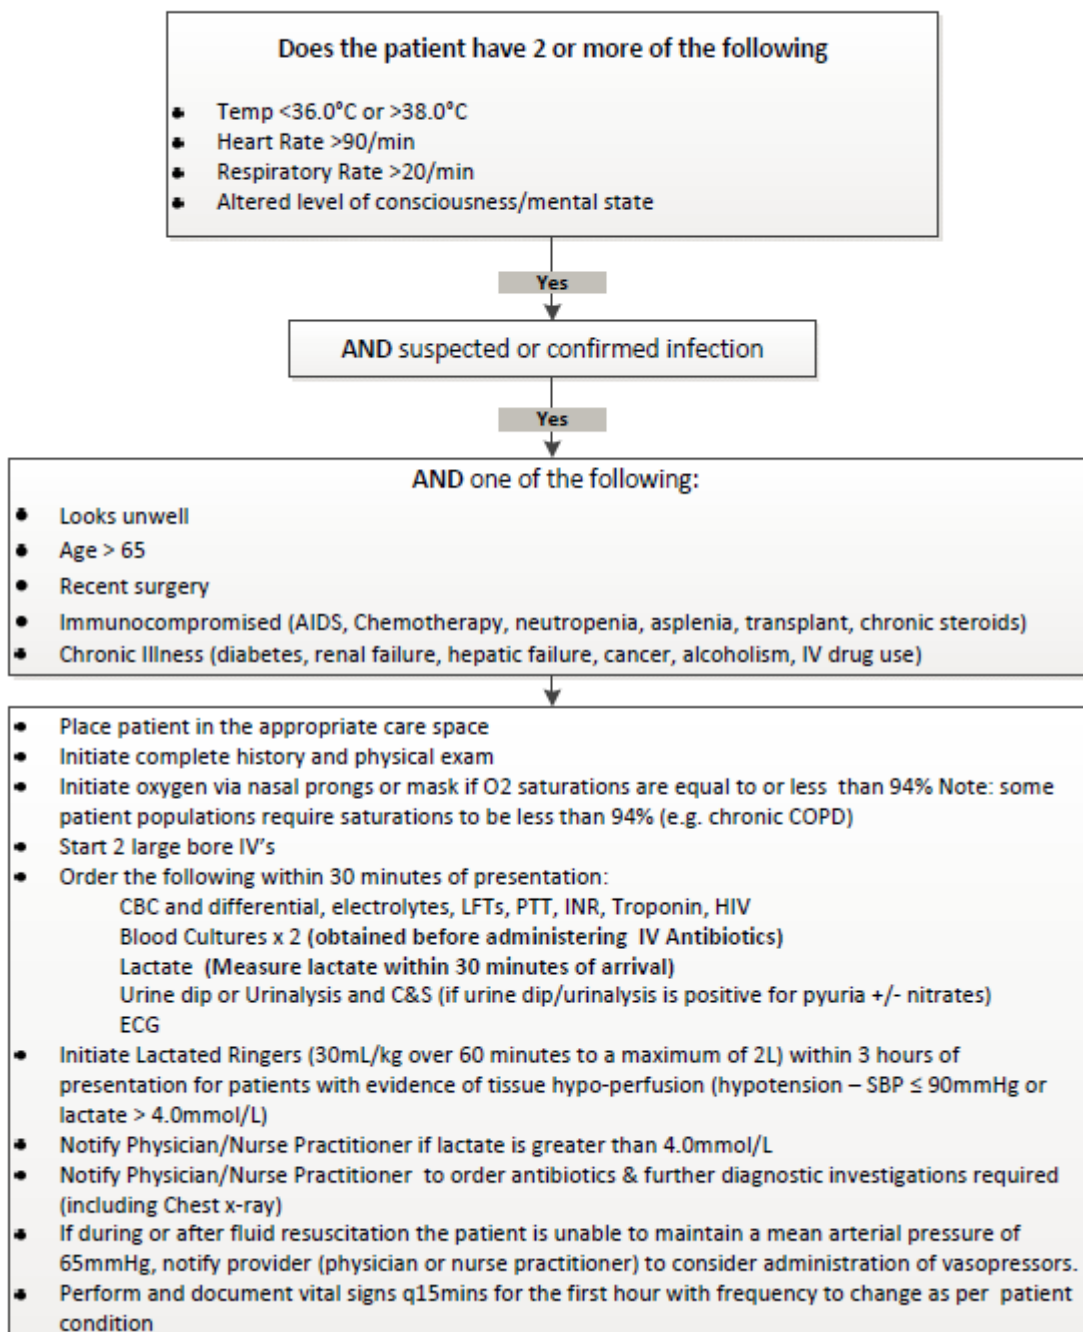 Does the patient have 2 or more of the following
Temp <36.0°C or >38.0°C
Heart Rate >90/min
Respiratory Rate >20/min
Altered level of consciousness/mental state
Yes
AND suspected or confirmed infection
Yes
AND one of the following:
Looks unwell
Age > 65
Recent surgery
Immunocompromised (AIDS, Chemotherapy, neutropenia, asplenia, transplant, chronic steroids)
Chronic Illness (diabetes, renal failure, hepatic failure, cancer, alcoholism, IV drug use)
Place patient in the appropriate care space
Initiate complete history and physical exam
Initiate oxygen via nasal prongs or mask if O2 saturations are equal to or less than 94% Note: some
patient populations require saturations to be less than 94% (e.g. chronic COPD)
Start 2 large bore IV's
Order the following within 30 minutes of presentation:
CBC and differential, electrolytes, LFTs, PTT, INR, Troponin, HIV
Blood Cultures x 2 (obtained before administering IV Antibiotics)
Lactate (Measure lactate within 30 minutes of arrival)
Urine dip or Urinalysis and C&S (if urine dip/urinalysis is positive for pyuria +/- nitrates)
ECG
Initiate Lactated Ringers (30mL/kg over 60 minutes to a maximum of 2L) within 3 hours of
presentation for patients with evidence of tissue hypo-perfusion (hypotension – SBP ≤ 90mmHg or
lactate > 4.0mmol/L)
Notify Physician/Nurse Practitioner if lactate is greater than 4.0mmol/L
Notify Physician/Nurse Practitioner to order antibiotics & further diagnostic investigations required
(including Chest x-ray)
If during or after fluid resuscitation the patient is unable to maintain a mean arterial pressure of
65mmHg, notify provider (physician or nurse practitioner) to consider administration of vasopressors.
Perform and document vital signs q15mins for the first hour with frequency to change as per patient
condition